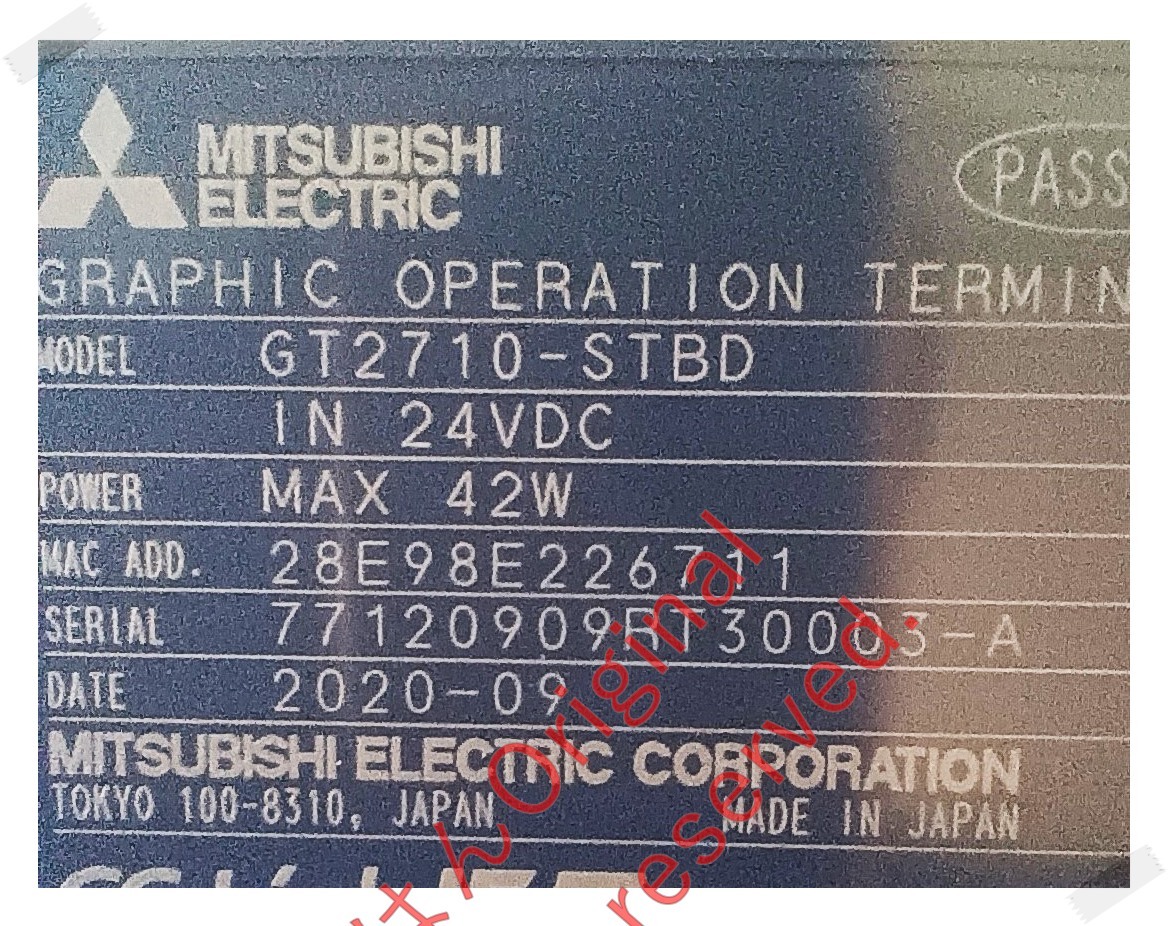 MITSUBISHI
ELECTRIC
PASS
GRAPHIC OPERATION TERMIN
MODEL GT2710-STBD
IN 24VDC
POWER MAX 42W
MAC ADD. 28E98E226711
SERIAL 77120909RT30003-A
DATE 2020-09
MITSUBISHI ELECTRIC CORPORATION
TOKYO 100-8310, JAPAN MADE IN JAPAN
Original
reserved.